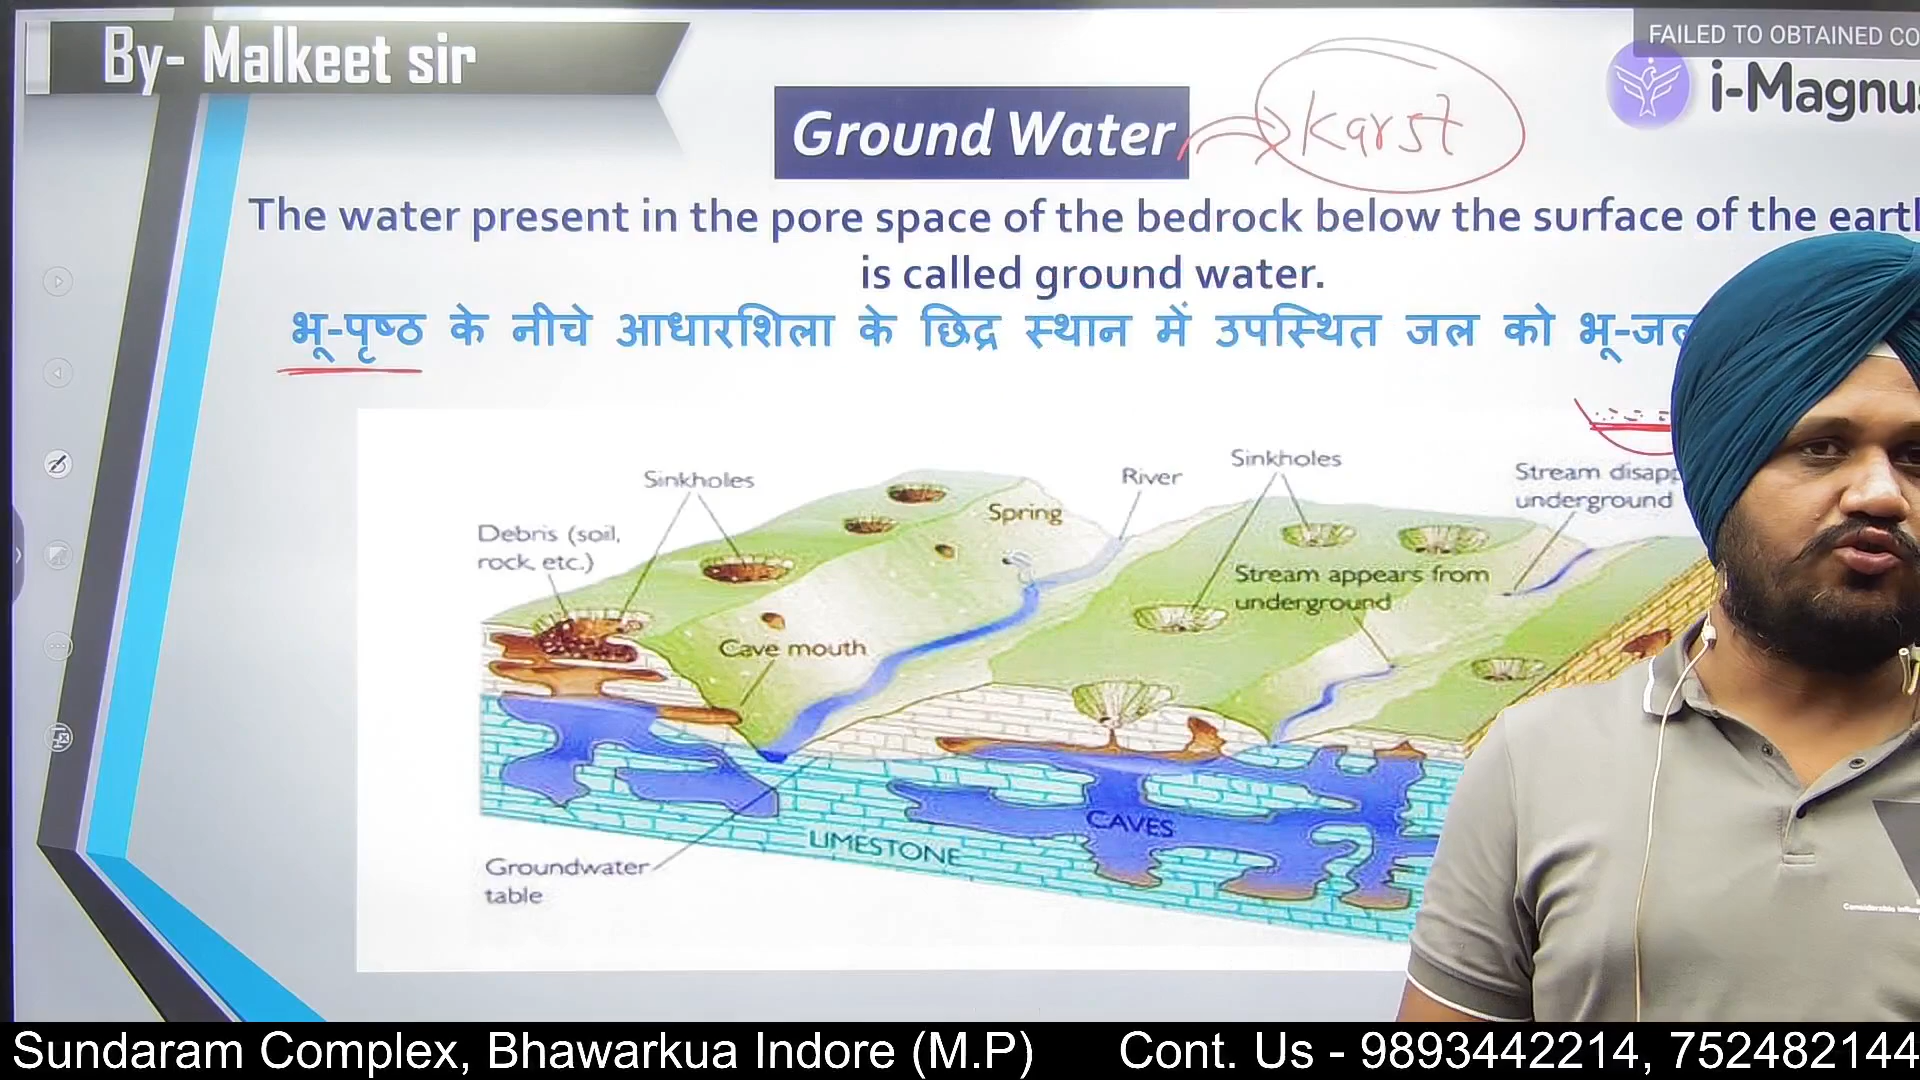 By- Malkeet sir
FAILED TO OBTAINED CO
i-Magnus
Ground Water
Karst
The water present in the pore space of the bedrock below the surface of the earth
is called ground water.
भू-पृष्ठ के नीचे आधारशिला के छिद्र स्थान में उपस्थित जल को भू-जल
Sinkholes
Sinkholes
River
Stream disapp
underground
Spring
Debris (soil,
rock, etc.)
Stream appears from
underground
Cave mouth
CAVES
LIMESTONE
Groundwater
table
Sundaram Complex, Bhawarkua Indore (M.P) Cont. Us - 9893442214, 752482144